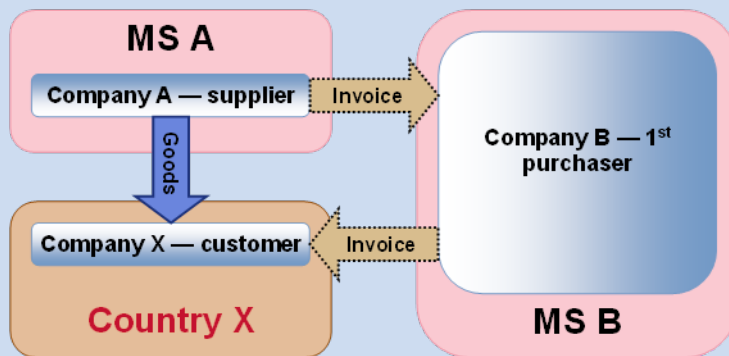 MS A
Company A — supplier
Invoice
Company B — 1st
purchaser
Goods
Company X — customer
Invoice
Country X
MS B